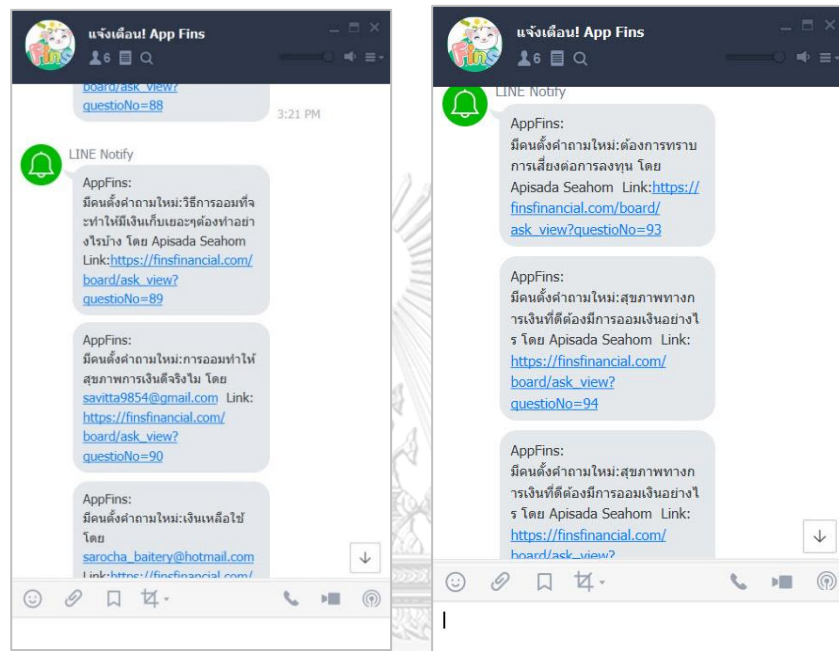 แจ้งเตือน! App Fins
6
board/ask_view?
questioNo=88
3:21 PM
LINE Notify
AppFins:
มีคนตั้งคำถามใหม่:วิธีการออมที่จ
ะทำให้มีเงินเก็บเยอะๆต้องทำอย่า
งไรบ้าง โดย Apisada Seahom
Link:https://finsfinancial.com/
board/ask_view?
questioNo=89
AppFins:
มีคนตั้งคำถามใหม่:การออมทำให้
สุขภาพการเงินดีจริงไม โดย
savitta9854@gmail.com Link:
https://finsfinancial.com/
board/ask_view?
questioNo=90
AppFins:
มีคนตั้งคำถามใหม่:เงินเหลือใช้
โดย
sarocha_baitery@hotmail.com
Link:https://finsfinancial.com/
แจ้งเตือน! App Fins
6
LINE Notify
AppFins:
มีคนตั้งคำถามใหม่:ต้องการทราบ
การเสี่ยงต่อการลงทุน โดย
Apisada Seahom Link:https://
finsfinancial.com/board/
ask_view?questioNo=93
AppFins:
มีคนตั้งคำถามใหม่:สุขภาพทางก
ารเงินที่ดีต้องมีการออมเงินอย่างไ
ร โดย Apisada Seahom Link:
https://finsfinancial.com/
board/ask_view?
questioNo=94
AppFins:
มีคนตั้งคำถามใหม่:สุขภาพทางก
ารเงินที่ดีต้องมีการออมเงินอย่างไ
ร โดย Apisada Seahom Link:
https://finsfinancial.com/
board/ask_view?